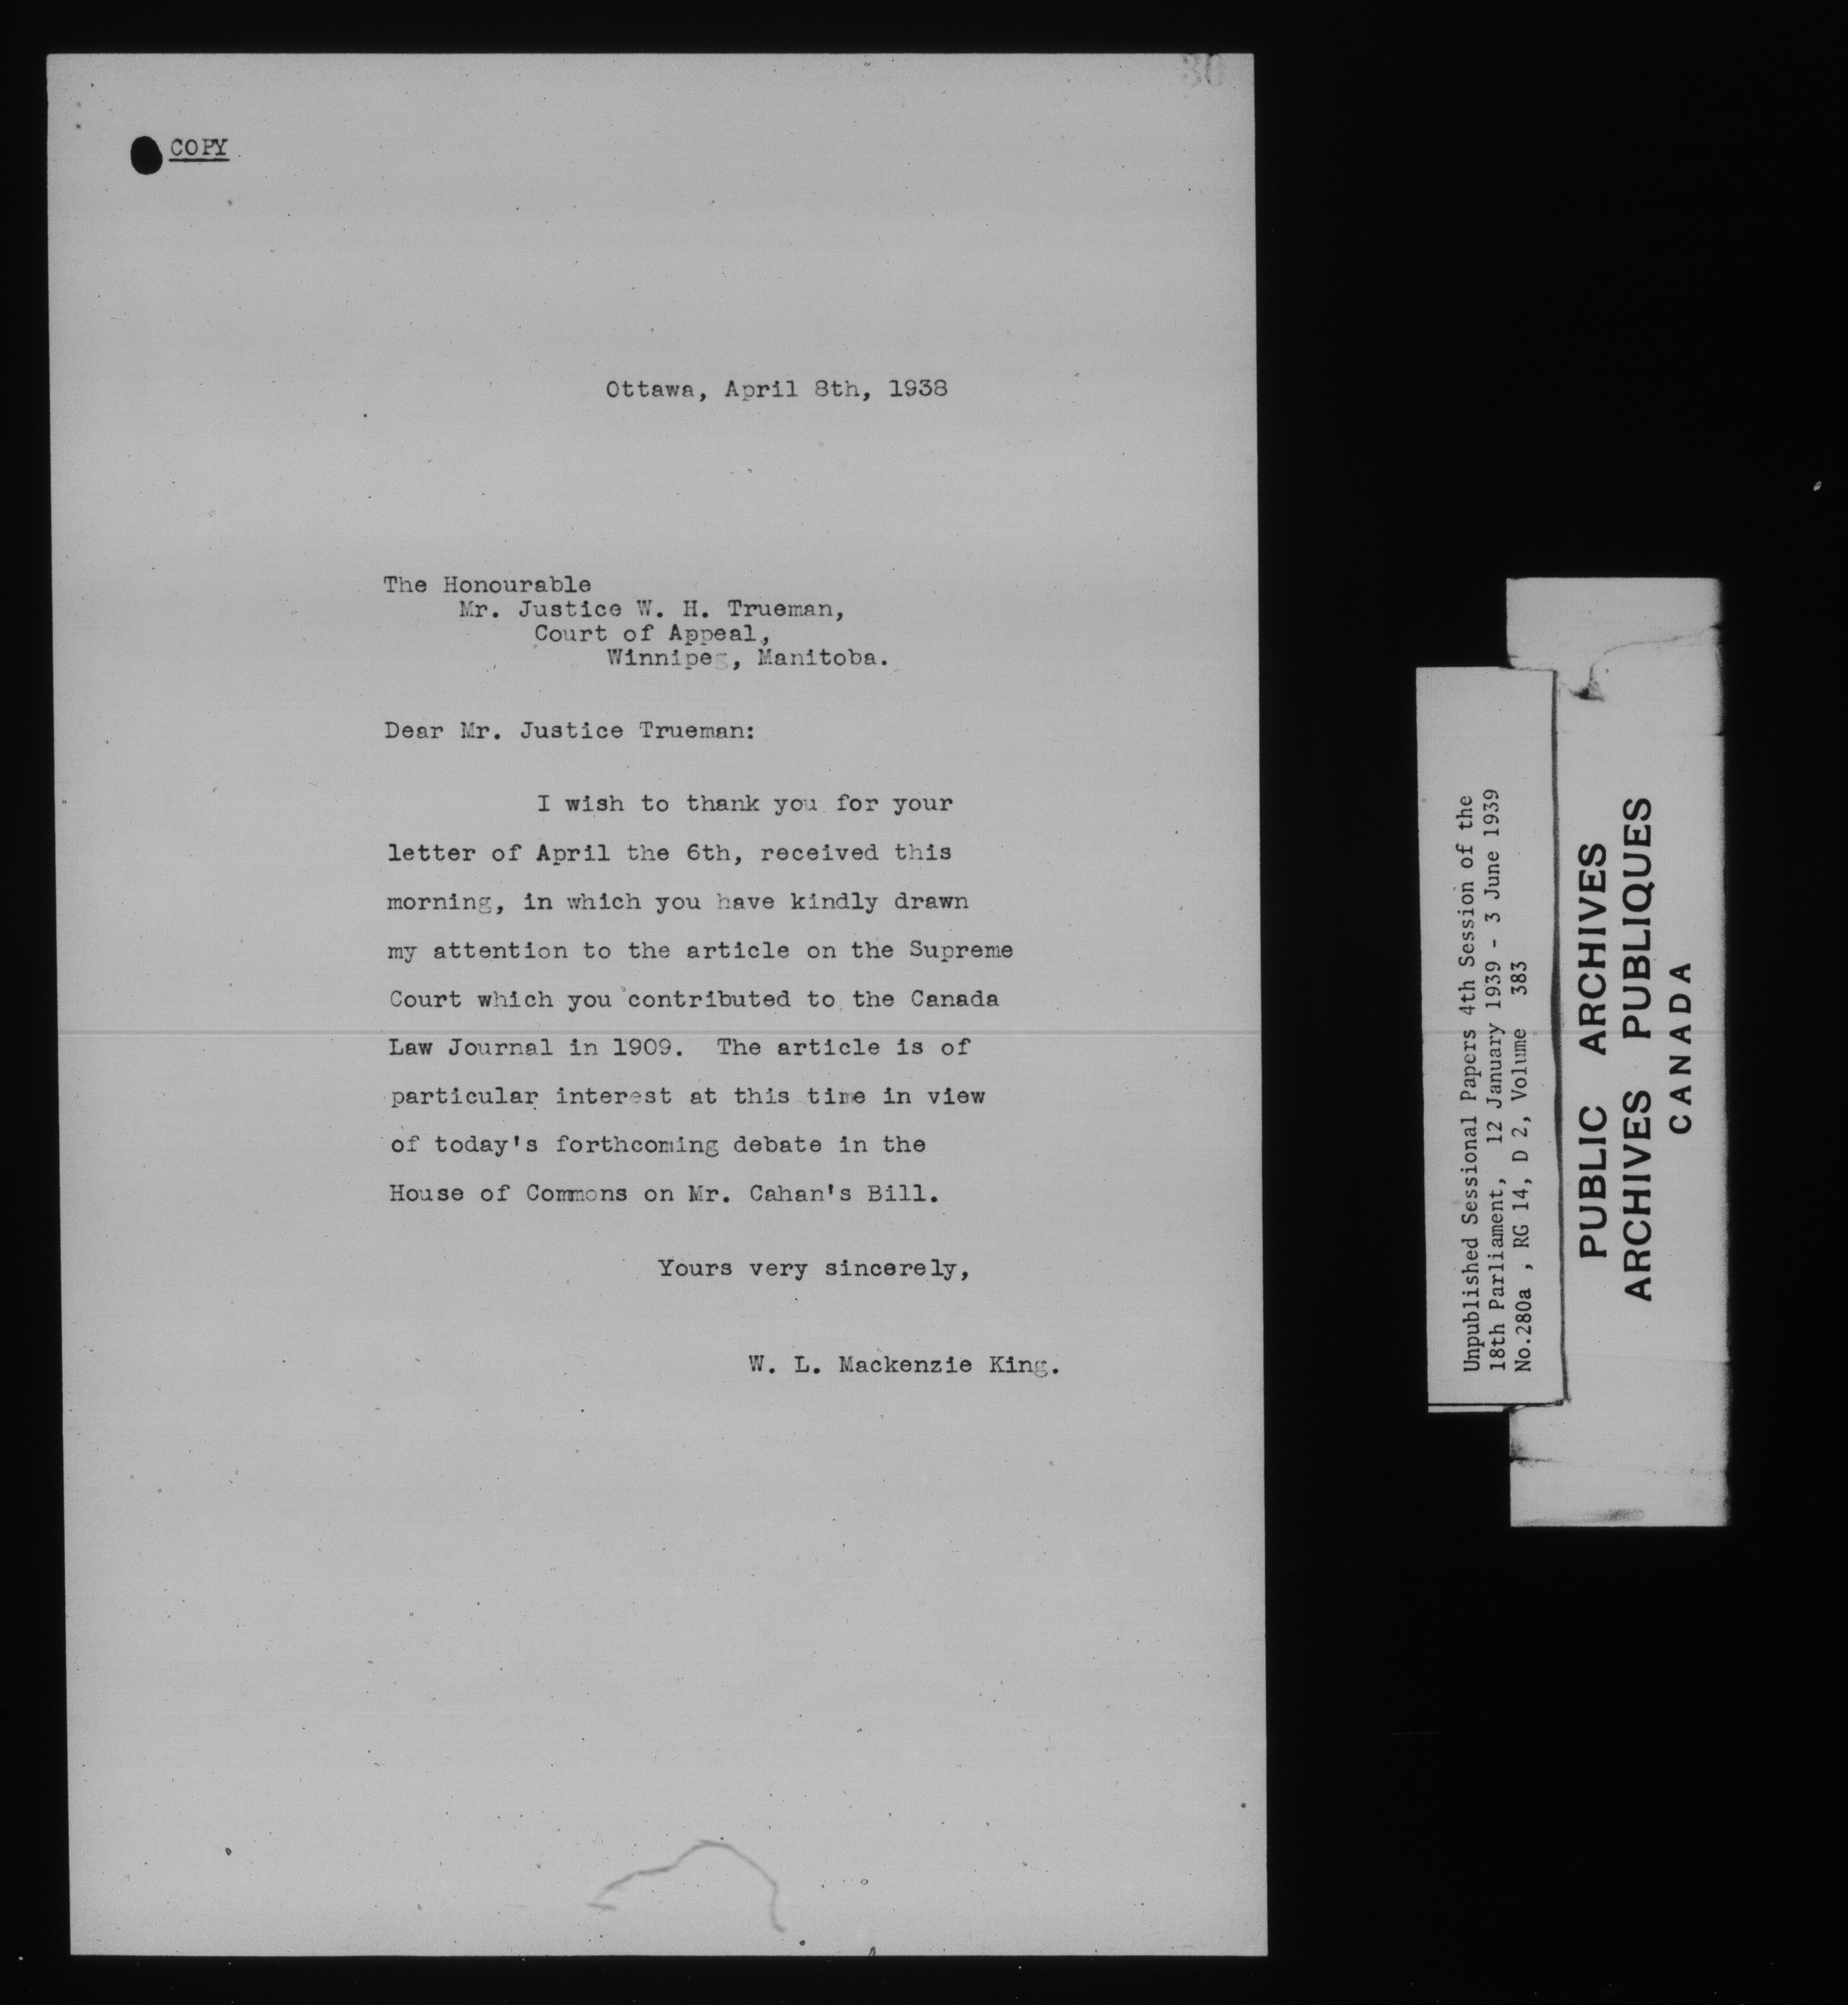 80
COPY
Ottawa, April 8th, 1938
The Honourable
Mr. Justice W. H. Trueman,
Court of Appeal,
Winnipeg, Manitoba.
Dear Mr. Justice Trueman:
I wish to thank you for your
letter of April the 6th, received this
morning, in which you have kindly drawn
my attention to the article on the Supreme
Court which you contributed to the Canada
Law Journal in 1909. The article is of
particular interest at this time in view
of today's forthcoming debate in the
House of Commons on Mr. Cahan's Bill.
Yours very sincerely,
W. L. Mackenzie King.
Unpublished Sessional Papers 4th Session of the
18th Parliament, 12 January 1939 - 3 June 1939
No.280a , RG 14, D 2, Volume 383
PUBLIC ARCHIVES
ARCHIVES PUBLIQUES
CANADA